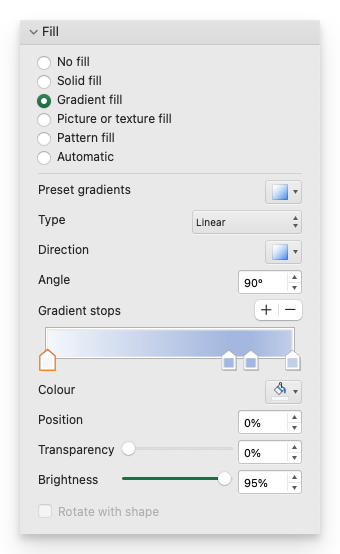 Fill
No fill
Solid fill
Gradient fill
Picture or texture fill
Pattern fill
Automatic
Preset gradients
Type Linear
Direction
Angle 90°
Gradient stops + −
Colour
Position 0%
Transparency 0%
Brightness 95%
Rotate with shape